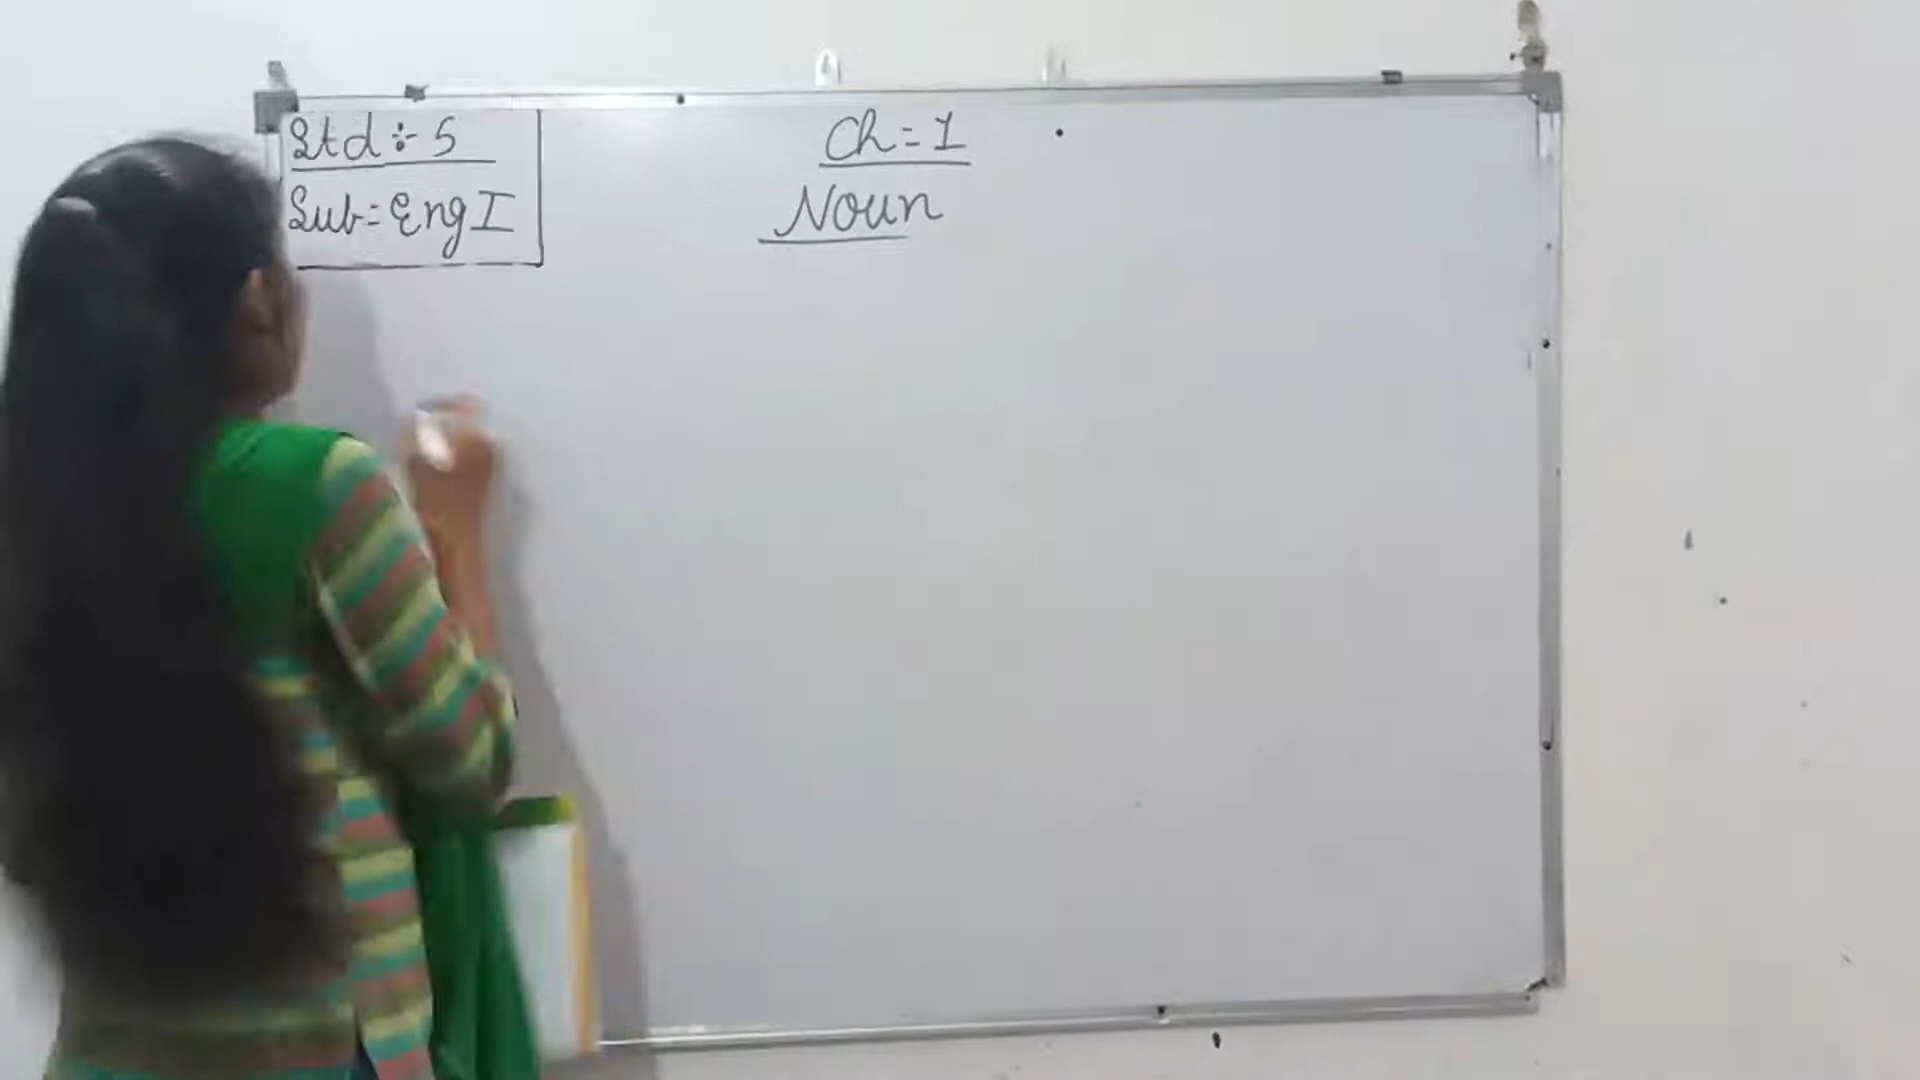 Std :- 5
Sub = Eng I
Ch = 1
Noun